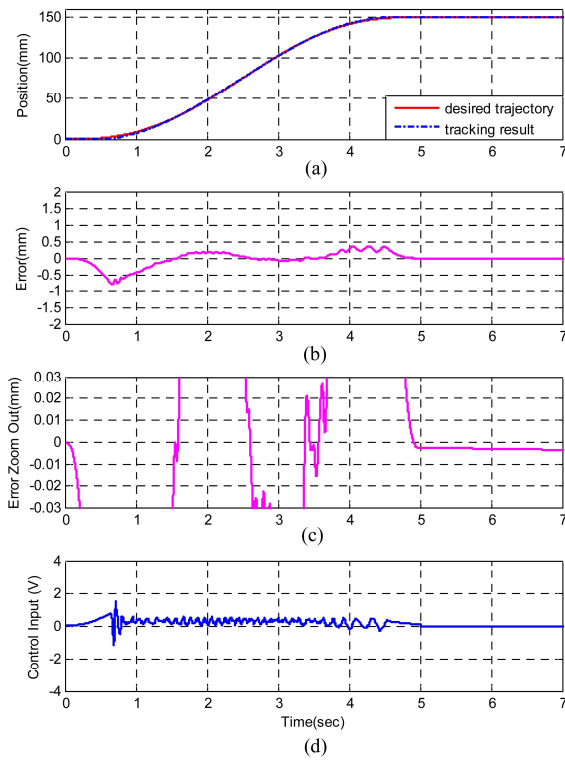 150
100
50
0
Position(mm)
desired trajectory
tracking result
0 1 2 3 4 5 6 7
(a)
2
1.5
1
0.5
0
-0.5
-1
-1.5
-2
Error(mm)
0 1 2 3 4 5 6 7
(b)
0.03
0.02
0.01
0
-0.01
-0.02
-0.03
Error Zoom Out(mm)
0 1 2 3 4 5 6 7
(c)
4
2
0
-2
-4
Control Input (V)
0 1 2 3 4 5 6 7
Time(sec)
(d)